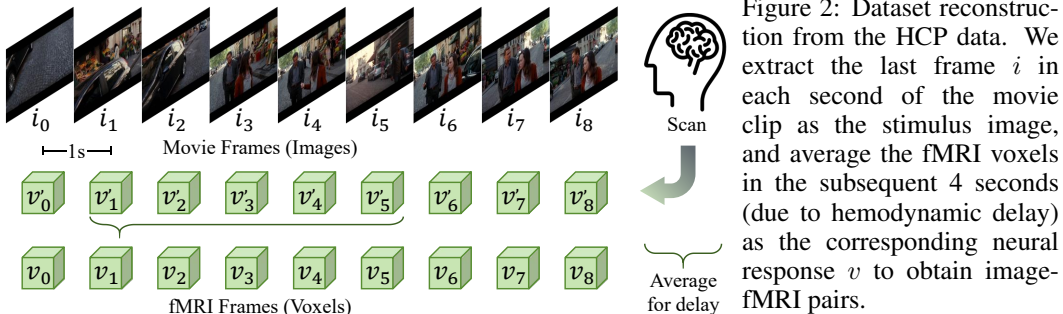 i0 i1 i2 i3 i4 i5 i6 i7 i8
1s
Movie Frames (Images)
Scan
v'0 v'1 v'2 v'3 v'4 v'5 v'6 v'7 v'8
v0 v1 v2 v3 v4 v5 v6 v7 v8
fMRI Frames (Voxels)
Average
for delay
Figure 2: Dataset reconstruc-
tion from the HCP data. We
extract the last frame i in
each second of the movie
clip as the stimulus image,
and average the fMRI voxels
in the subsequent 4 seconds
(due to hemodynamic delay)
as the corresponding neural
response v to obtain image-
fMRI pairs.